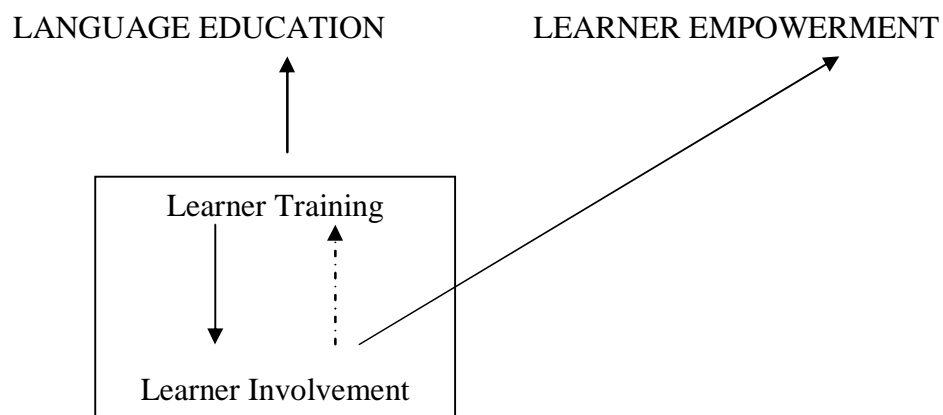 LANGUAGE EDUCATION LEARNER EMPOWERMENT
Learner Training
Learner Involvement